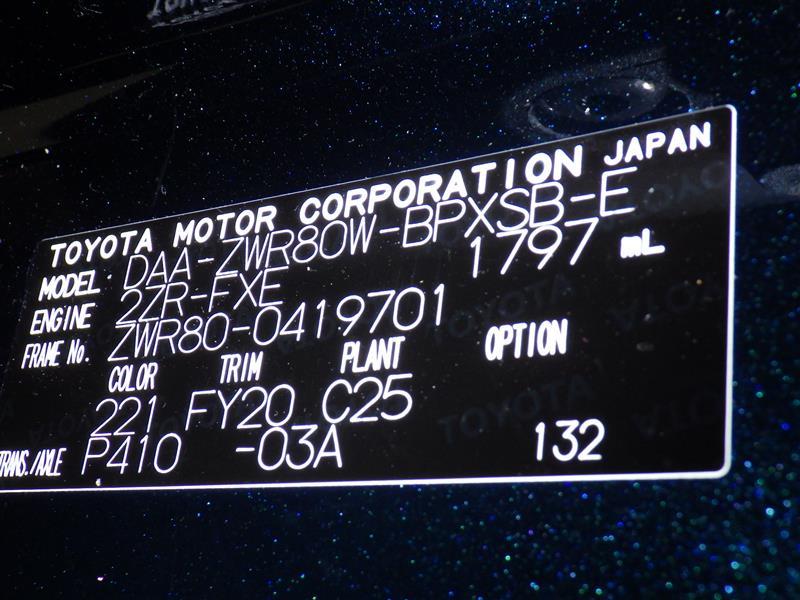 TOYOTA MOTOR CORPORATION JAPAN
MODEL DAA-ZWR80W-BPXSB-E
ENGINE 2ZR-FXE 1797 mL
FRAME No. ZWR80-0419701
COLOR TRIM PLANT OPTION
221 FY20 C25
TRANS./AXLE P410 -03A 132